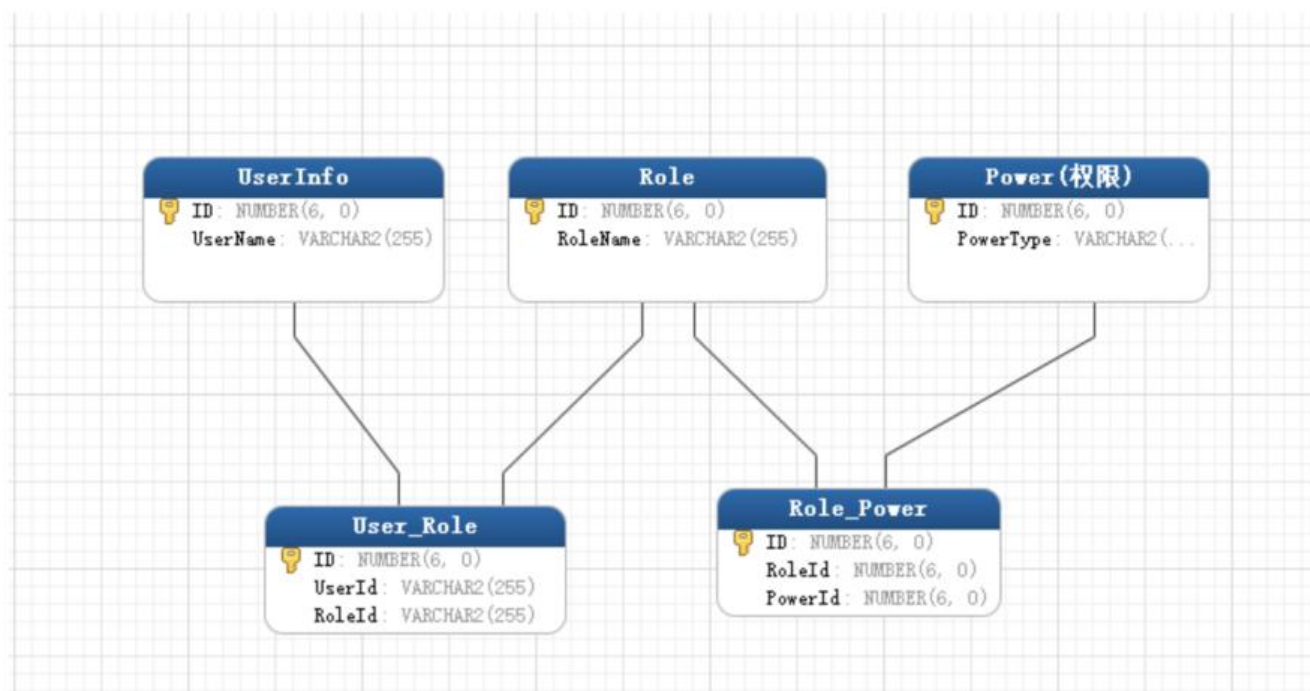 UserInfo
ID: NUMBER(6, 0)
UserName: VARCHAR2(255)
Role
ID: NUMBER(6, 0)
RoleName: VARCHAR2(255)
Power(权限)
ID: NUMBER(6, 0)
PowerType: VARCHAR2(...
User_Role
ID: NUMBER(6, 0)
UserId: VARCHAR2(255)
RoleId: VARCHAR2(255)
Role_Power
ID: NUMBER(6, 0)
RoleId: NUMBER(6, 0)
PowerId: NUMBER(6, 0)